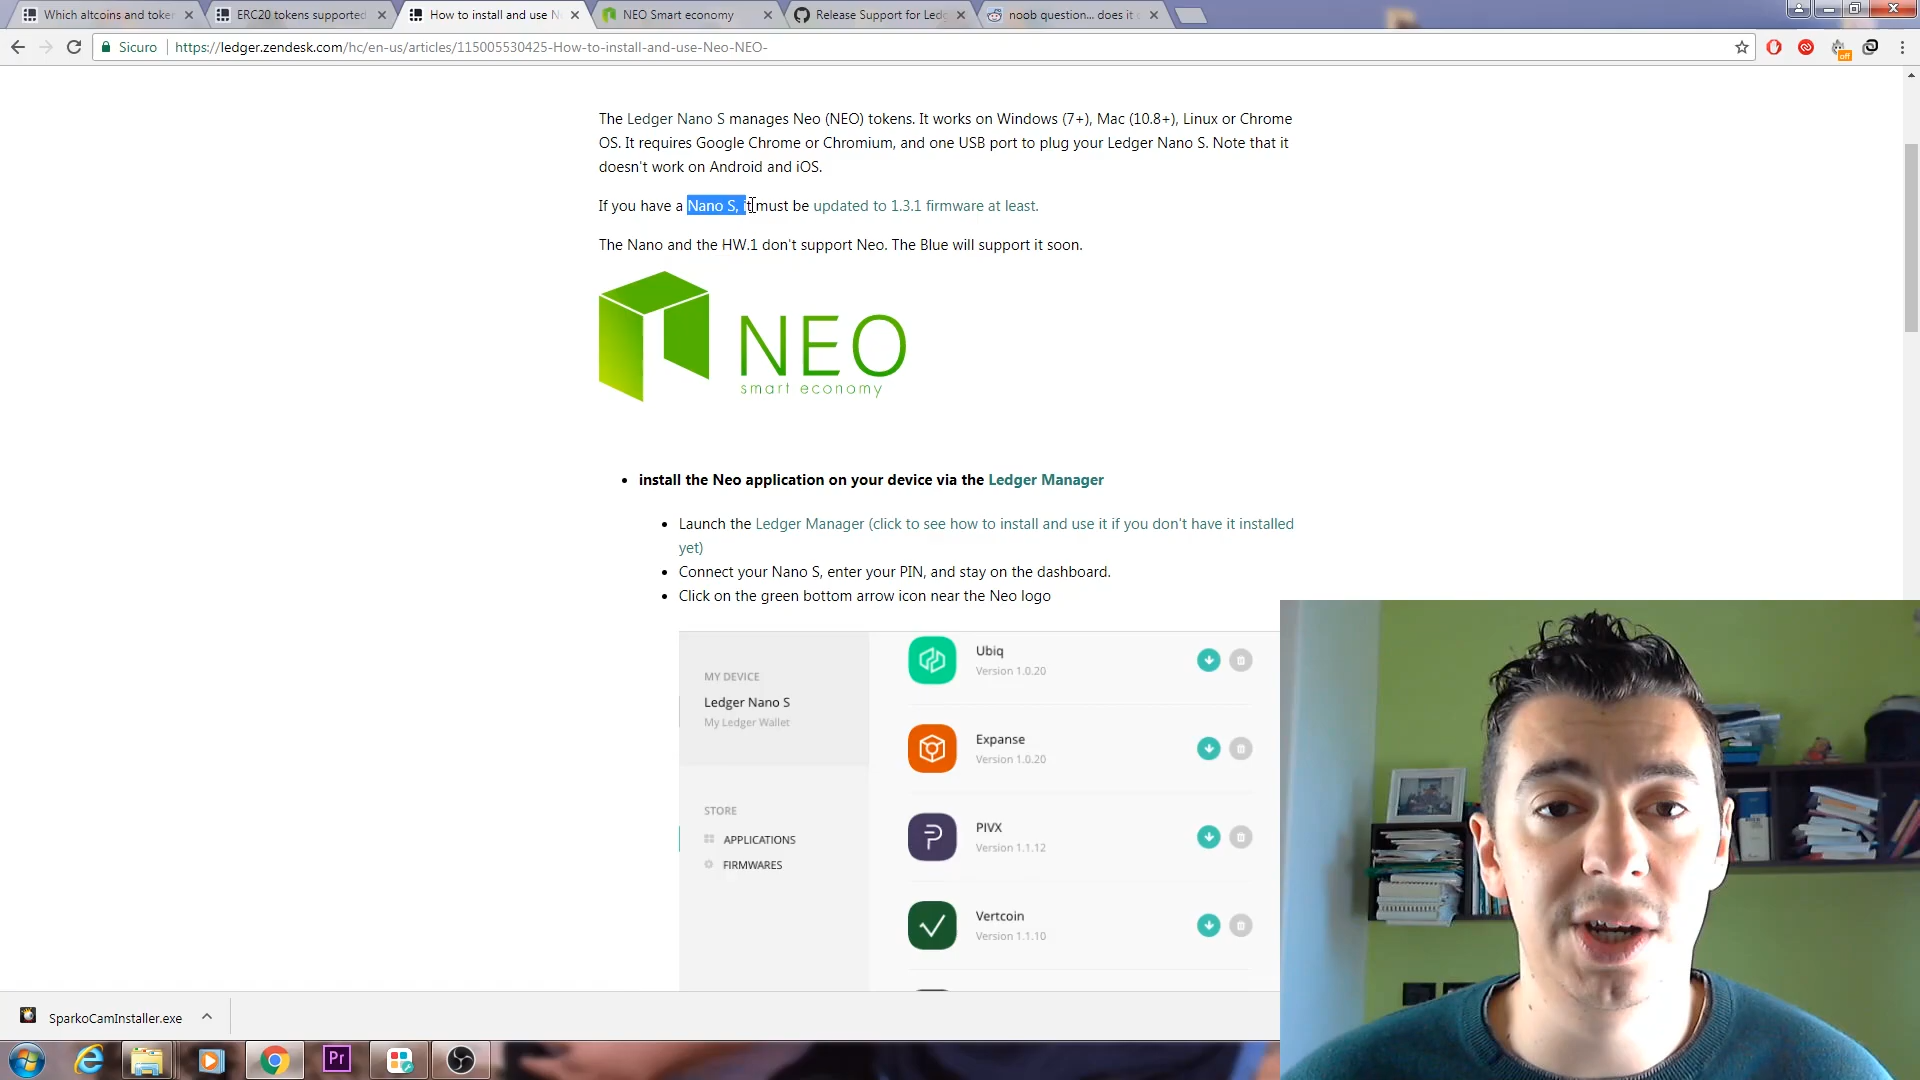 Which altcoins and token
ERC20 tokens supported
How to install and use N
NEO Smart economy
Release Support for Ledg
noob question... does it s
Sicuro
https://ledger.zendesk.com/hc/en-us/articles/115005530425-How-to-install-and-use-Neo-NEO-
off
The Ledger Nano S manages Neo (NEO) tokens. It works on Windows (7+), Mac (10.8+), Linux or Chrome
OS. It requires Google Chrome or Chromium, and one USB port to plug your Ledger Nano S. Note that it
doesn't work on Android and iOS.
If you have a Nano S, it must be updated to 1.3.1 firmware at least.
The Nano and the HW.1 don't support Neo. The Blue will support it soon.
NEO
smart economy
install the Neo application on your device via the Ledger Manager
Launch the Ledger Manager (click to see how to install and use it if you don't have it installed
yet)
Connect your Nano S, enter your PIN, and stay on the dashboard.
Click on the green bottom arrow icon near the Neo logo
MY DEVICE
Ledger Nano S
My Ledger Wallet
STORE
APPLICATIONS
FIRMWARES
Ubiq
Version 1.0.20
Expanse
Version 1.0.20
PIVX
Version 1.1.12
Vertcoin
Version 1.1.10
SparkoCamInstaller.exe
Pr